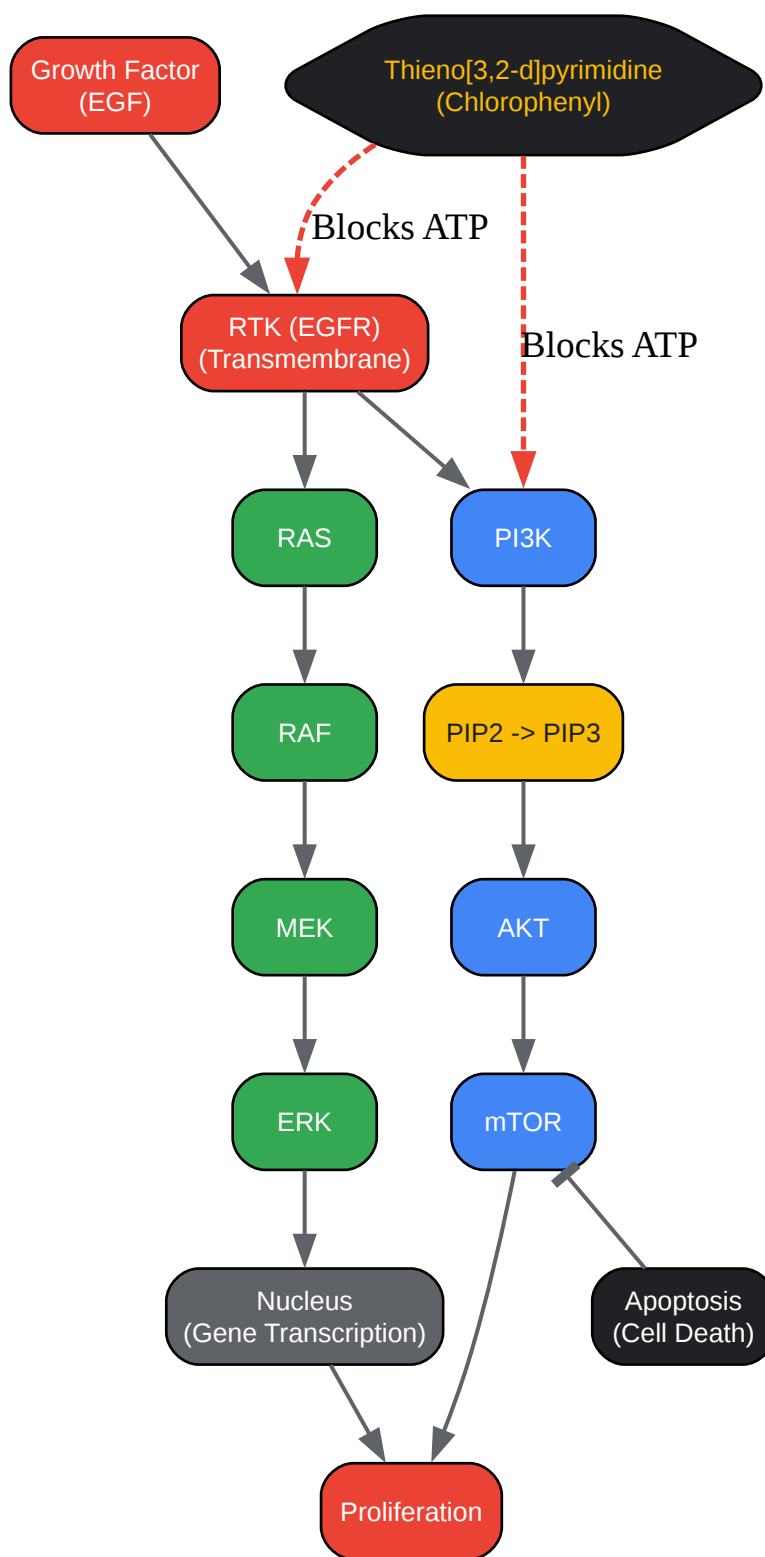 Growth Factor
(EGF)
Thieno[3,2-d]pyrimidine
(Chlorophenyl)
Blocks ATP
RTK (EGFR)
(Transmembrane)
Blocks ATP
RAS
PI3K
RAF
PIP2 -> PIP3
MEK
AKT
ERK
mTOR
Nucleus
(Gene Transcription)
Apoptosis
(Cell Death)
Proliferation